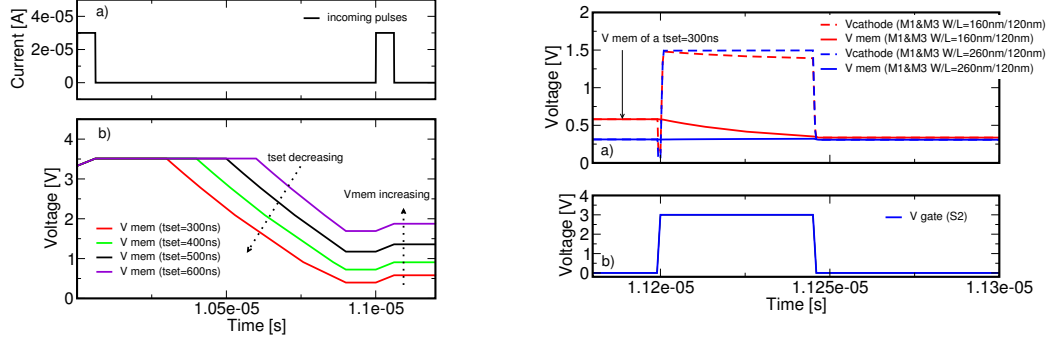 a)
incoming pulses
4e-05
2e-05
0
Current [A]
b)
tset decreasing
Vmem increasing
4
3
2
1
0
Voltage [V]
V mem (tset=300ns)
V mem (tset=400ns)
V mem (tset=500ns)
V mem (tset=600ns)
1.05e-05
1.1e-05
Time [s]
V mem of a tset=300ns
Vcathode (M1&M3 W/L=160nm/120nm)
V mem (M1&M3 W/L=160nm/120nm)
Vcathode (M1&M3 W/L=260nm/120nm)
V mem (M1&M3 W/L=260nm/120nm)
2
1.5
1
0.5
0
Voltage [V]
a)
V gate (S2)
4
3
2
1
0
Voltage [V]
b)
1.12e-05
1.125e-05
1.13e-05
Time [s]